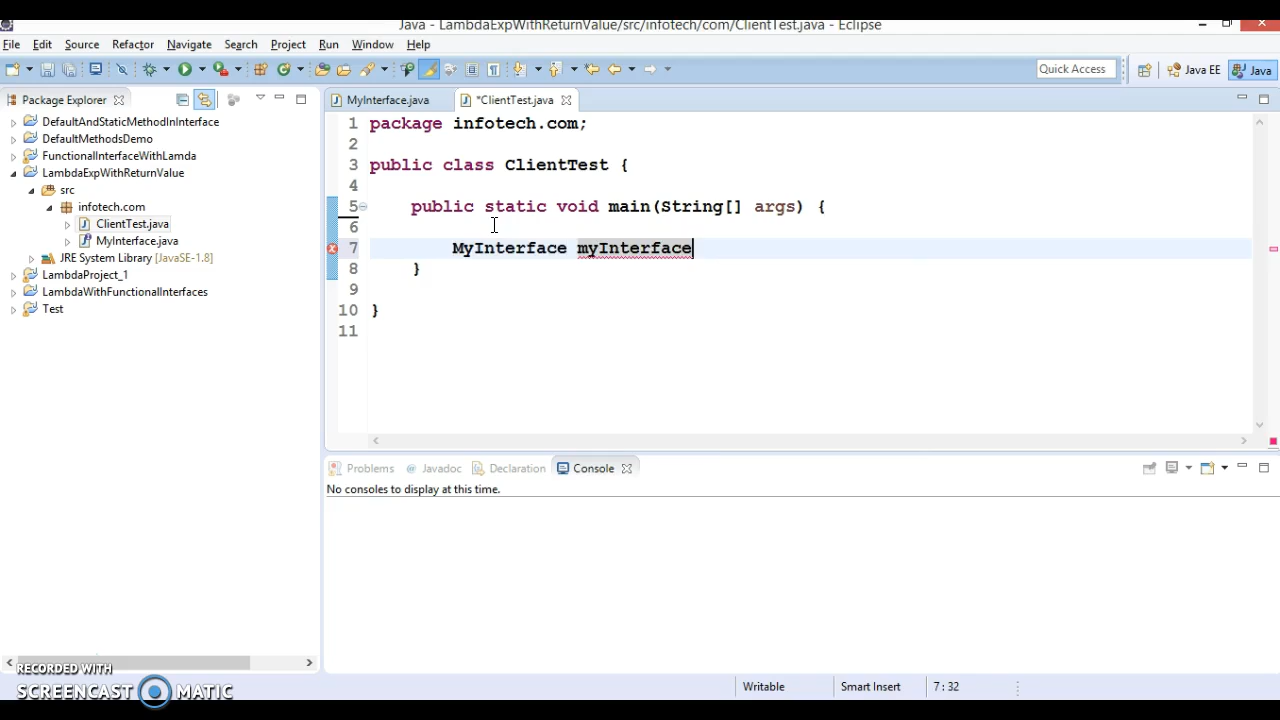 Java - LambdaExpWithReturnValue/src/infotech/com/ClientTest.java - Eclipse
File Edit Source Refactor Navigate Search Project Run Window Help
Quick Access Java EE Java
Package Explorer
MyInterface.java *ClientTest.java
DefaultAndStaticMethodInInterface
DefaultMethodsDemo
FunctionalInterfaceWithLamda
LambdaExpWithReturnValue
src
infotech.com
ClientTest.java
MyInterface.java
JRE System Library [JavaSE-1.8]
LambdaProject_1
LambdaWithFunctionalInterfaces
Test
1 package infotech.com;
2
3 public class ClientTest {
4
5 public static void main(String[] args) {
6
7 MyInterface myInterface
8 }
9
10 }
11
Problems @ Javadoc Declaration Console
No consoles to display at this time.
RECORDED WITH
SCREENCAST MATIC
Writable Smart Insert 7 : 32